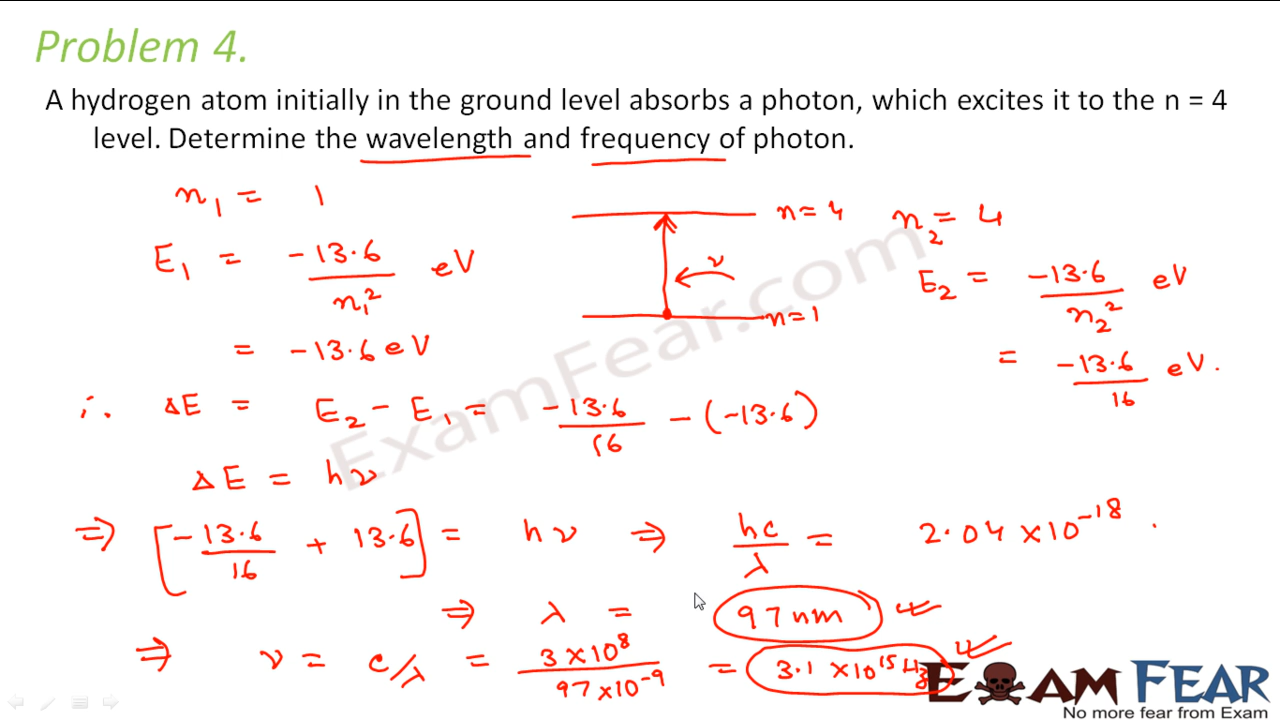 Problem 4.
A hydrogen atom initially in the ground level absorbs a photon, which excites it to the n = 4
level. Determine the wavelength and frequency of photon.
n₁ = 1
n = 4
n₂ = 4
E₁ = -13.6/n₁² eV
ν
E₂ = -13.6/n₂² eV
n = 1
= -13.6 eV
= -13.6/16 eV.
∴ ΔE = E₂ - E₁ = -13.6/16 - (-13.6)
ΔE = hν
⇒ [-13.6/16 + 13.6] = hν ⇒ hc/λ = 2.04 × 10⁻¹⁸.
⇒ λ = 97 nm
⇒ ν = c/λ = 3 × 10⁸/97 × 10⁻⁹ = 3.1 × 10¹⁵ Hz
ExamFear.com
EXAM FEAR
No more fear from Exam